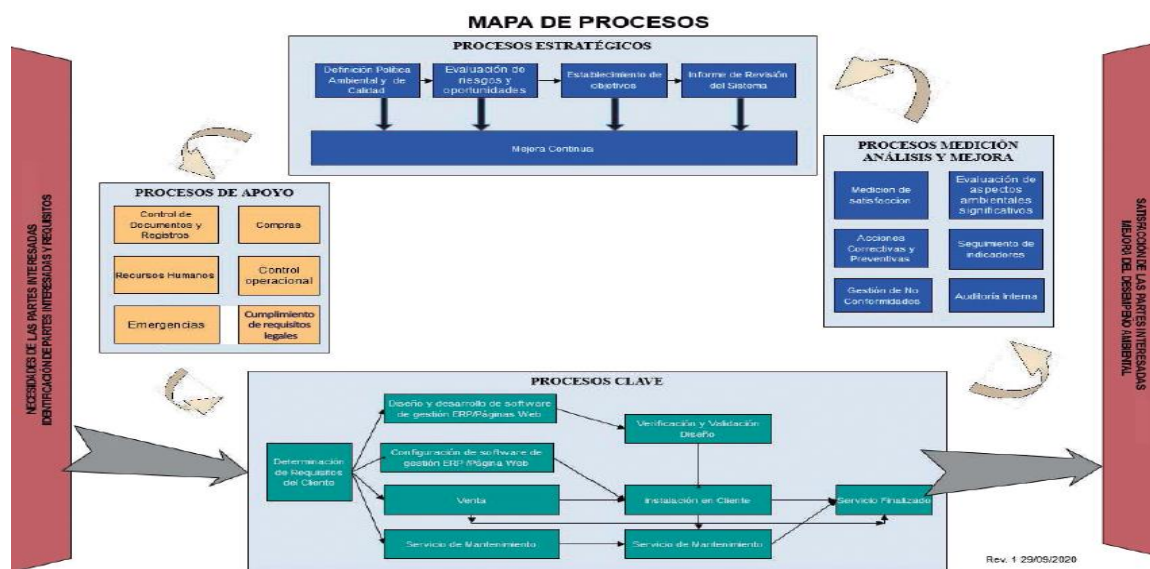 MAPA DE PROCESOS
PROCESOS ESTRATÉGICOS
Definición Política
Ambiental y de
Calidad
Evaluación de
riesgos y
oportunidades
Establecimiento de
objetivos
Informe de Revisión
del Sistema
Mejora Continua
PROCESOS DE APOYO
Control de
Documentos y
Registros
Compras
Recursos Humanos
Control
operacional
Emergencias
Cumplimiento
de requisitos
legales
PROCESOS MEDICIÓN
ANÁLISIS Y MEJORA
Medición de
satisfacción
Evaluación de
aspectos
ambientales
significativos
Acciones
Correctivas y
Preventivas
Seguimiento de
indicadores
Gestión de No
Conformidades
Auditoría Interna
NECESIDADES DE LAS PARTES INTERESADAS
IDENTIFICACIÓN DE PARTES INTERESADAS Y REQUISITOS
SATISFACCIÓN DE LAS PARTES INTERESADAS
MEJORA DEL DESEMPEÑO AMBIENTAL
PROCESOS CLAVE
Determinación
de Requisitos
del Cliente
Diseño y desarrollo de software
de gestión ERP/Páginas Web
Verificación y Validación
Diseño
Configuración de software de
gestión ERP /Página Web
Venta
Instalación en Cliente
Servicio Finalizado
Servicio de Mantenimiento
Servicio de Mantenimiento
Rev. 1 29/09/2020